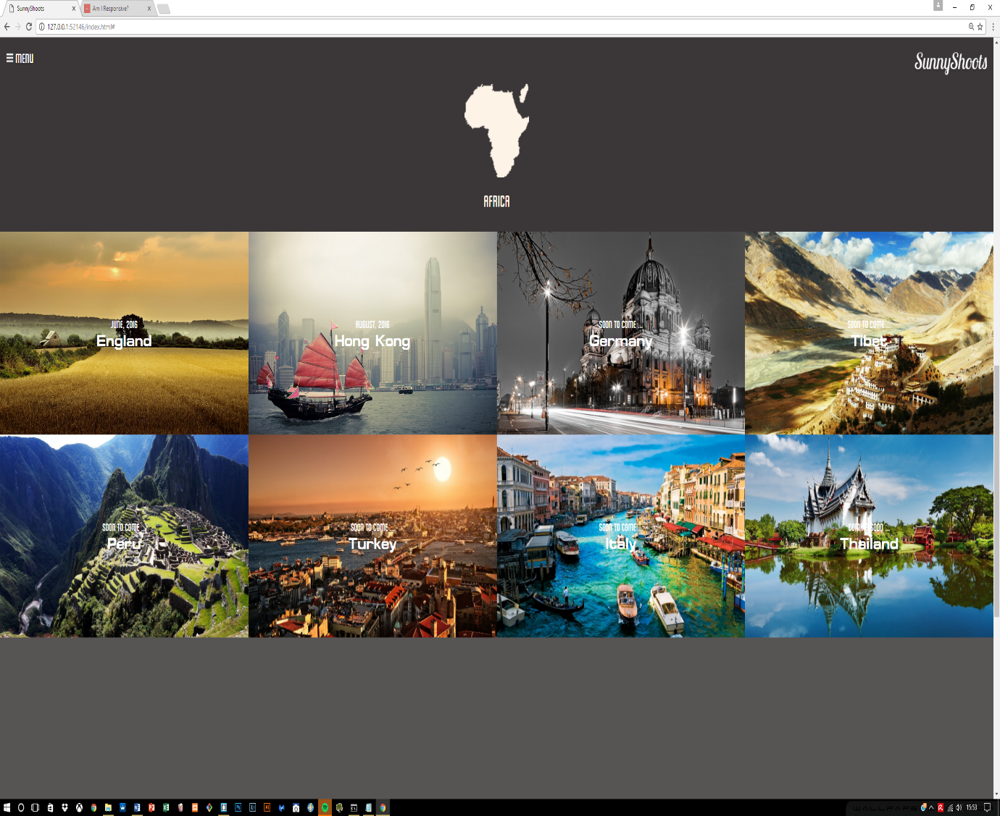 SunnyShoots
Am I Responsive?
127.0.0.1:52146/index.html#
MENU
SunnyShoots
AFRICA
JUNE, 2016
England
AUGUST, 2016
Hong Kong
SOON TO COME ...
Germany
SOON TO COME ...
Tibet
SOON TO COME ...
Peru
SOON TO COME ...
Turkey
SOON TO COME ...
Italy
SOON ...
Thailand
WALLPAPE
15:53